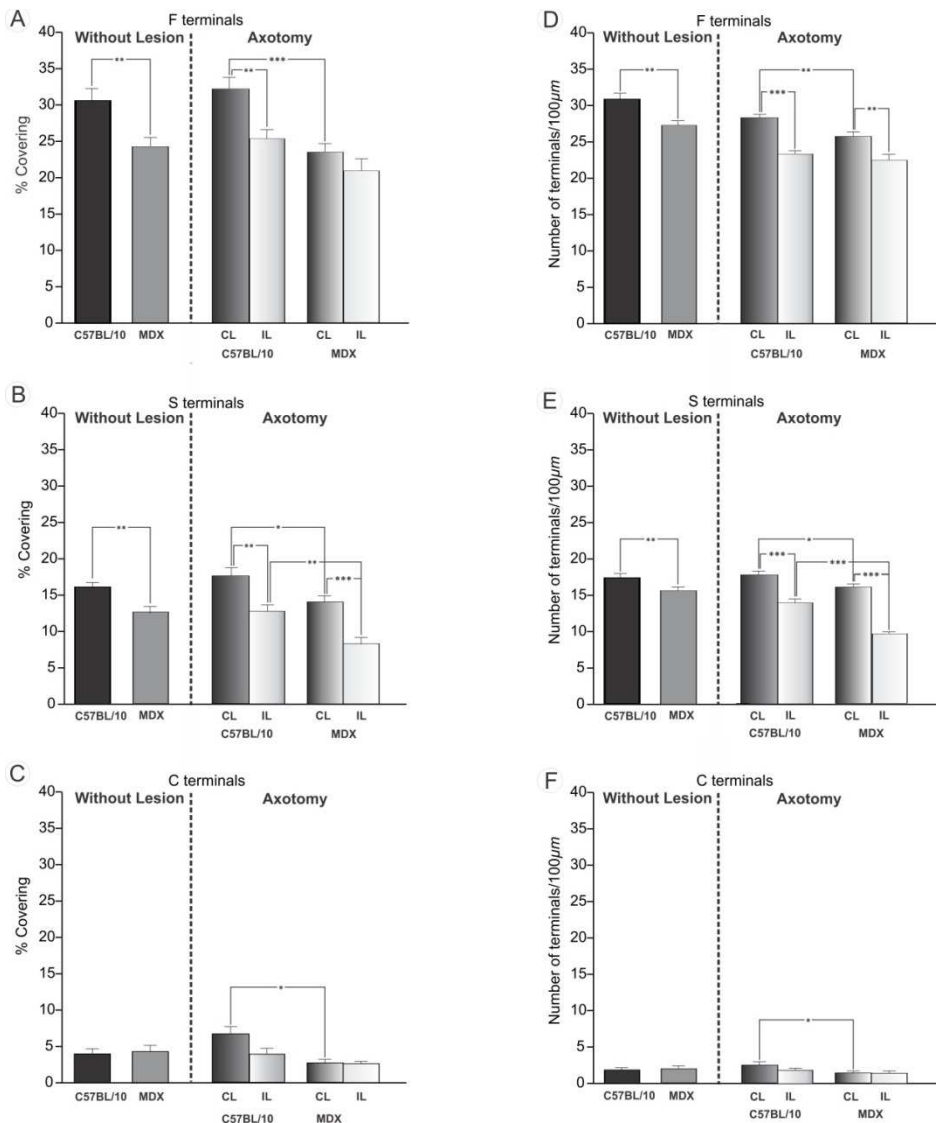 A
F terminals
Without Lesion Axotomy
% Covering
40
35
30
25
20
15
10
5
0
** *** **
C57BL/10 MDX CL IL CL IL
C57BL/10 MDX
D
F terminals
Without Lesion Axotomy
Number of terminals/100µm
40
35
30
25
20
15
10
5
0
** ** *** **
C57BL/10 MDX CL IL CL IL
C57BL/10 MDX
B
S terminals
Without Lesion Axotomy
% Covering
40
35
30
25
20
15
10
5
0
** * ** ** ***
C57BL/10 MDX CL IL CL IL
C57BL/10 MDX
E
S terminals
Without Lesion Axotomy
Number of terminals/100µm
40
35
30
25
20
15
10
5
0
** * *** *** ***
C57BL/10 MDX CL IL CL IL
C57BL/10 MDX
C
C terminals
Without Lesion Axotomy
% Covering
40
35
30
25
20
15
10
5
0
*
C57BL/10 MDX CL IL CL IL
C57BL/10 MDX
F
C terminals
Without Lesion Axotomy
Number of terminals/100µm
40
35
30
25
20
15
10
5
0
*
C57BL/10 MDX CL IL CL IL
C57BL/10 MDX